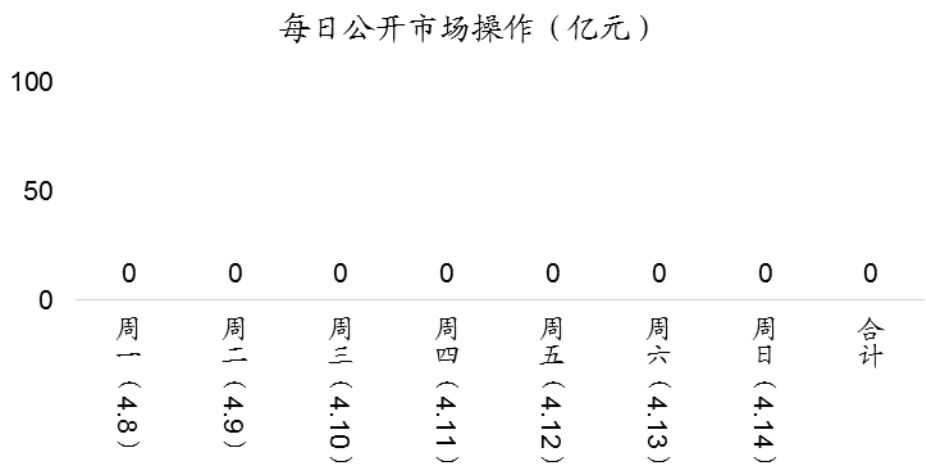 每日公开市场操作（亿元）
100
50
0
0 0 0 0 0 0 0 0
周一（4.8）
周二（4.9）
周三（4.10）
周四（4.11）
周五（4.12）
周六（4.13）
周日（4.14）
合计